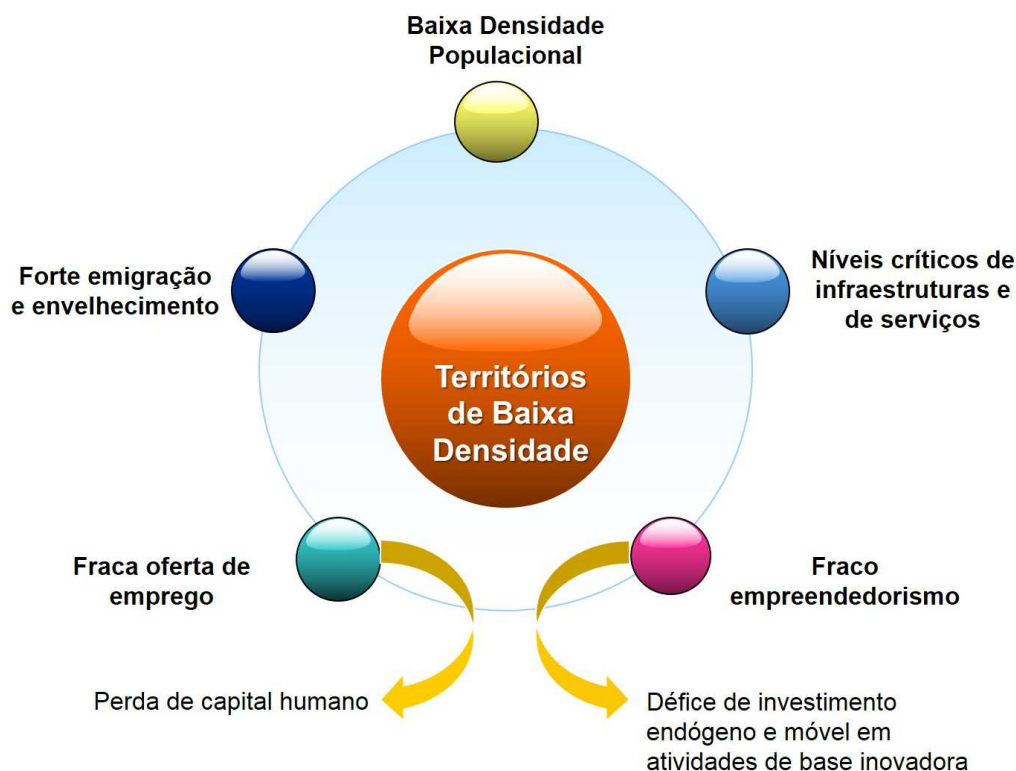 Baixa Densidade
Populacional
Forte emigração
e envelhecimento
Níveis críticos de
infraestruturas e
de serviços
Territórios
de Baixa
Densidade
Fraca oferta de
emprego
Fraco
empreendedorismo
Perda de capital humano
Défice de investimento
endógeno e móvel em
atividades de base inovadora